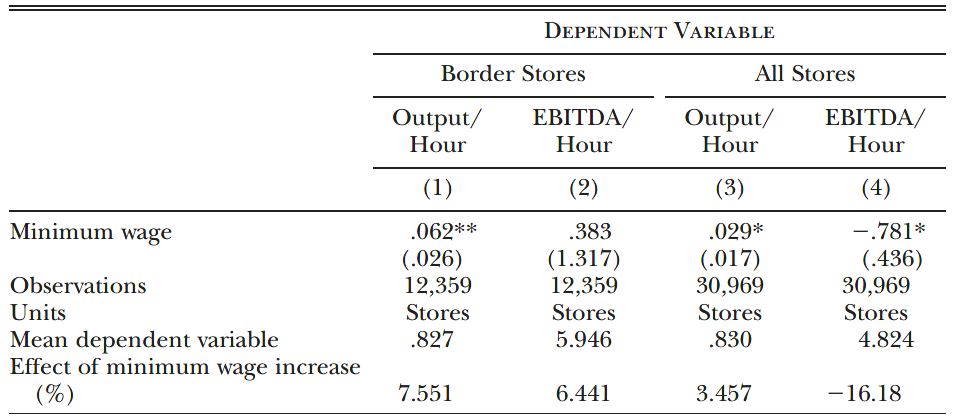 DEPENDENT VARIABLE
Border Stores All Stores
Output/ EBITDA/ Output/ EBITDA/
Hour Hour Hour Hour
(1) (2) (3) (4)
Minimum wage .062** .383 .029* −.781*
(.026) (1.317) (.017) (.436)
Observations 12,359 12,359 30,969 30,969
Units Stores Stores Stores Stores
Mean dependent variable .827 5.946 .830 4.824
Effect of minimum wage increase
(%) 7.551 6.441 3.457 −16.18